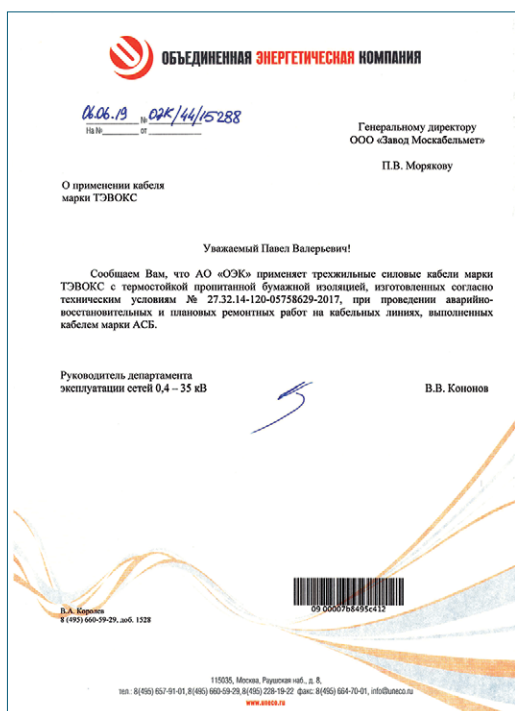 ОБЪЕДИНЕННАЯ ЭНЕРГЕТИЧЕСКАЯ КОМПАНИЯ
06.06.19 № ОЭК/44/15288
На № от
Генеральному директору
ООО «Завод Москабельмет»
П.В. Морякову
О применении кабеля
марки ТЭВОКС
Уважаемый Павел Валерьевич!
Сообщаем Вам, что АО «ОЭК» применяет трехжильные силовые кабели марки
ТЭВОКС с термостойкой пропитанной бумажной изоляцией, изготовленных согласно
техническим условиям № 27.32.14-120-05758629-2017, при проведении аварийно-
восстановительных и плановых ремонтных работ на кабельных линиях, выполненных
кабелем марки АСБ.
Руководитель департамента
эксплуатации сетей 0,4 – 35 кВ
В.В. Кононов
09 00007b8495c412
В.А. Королев
8 (495) 660-59-29, доб. 1528
115035, Москва, Раушская наб., д. 8,
тел.: 8(495) 657-91-01, 8(495) 660-59-29, 8(495) 228-19-22 факс: 8(495) 664-70-01, info@uneco.ru
www.uneco.ru